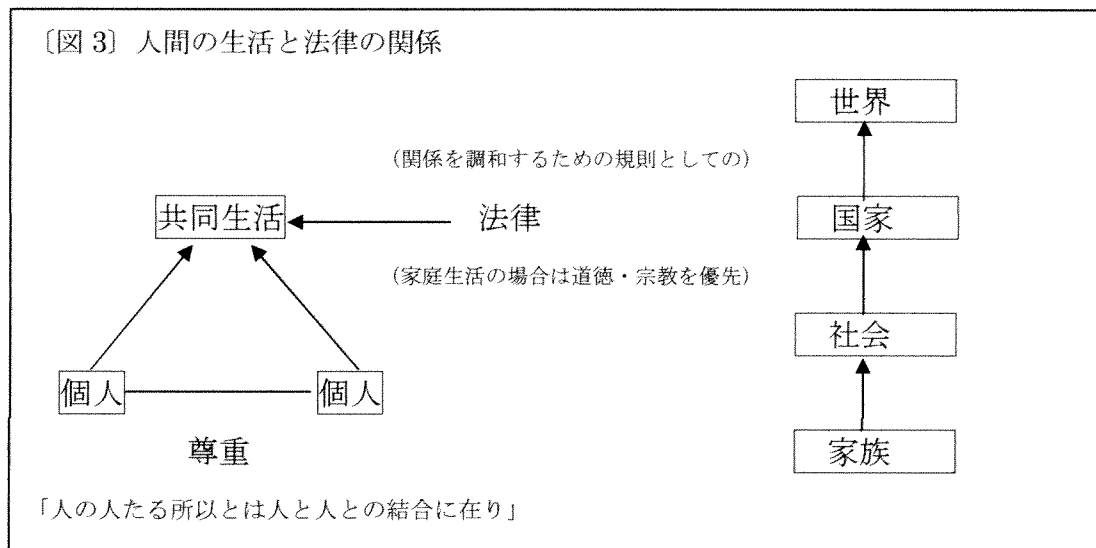 〔図 3〕人間の生活と法律の関係
(関係を調和するための規則としての)
共同生活
法律
(家庭生活の場合は道徳・宗教を優先)
個人
個人
尊重
「人の人たる所以とは人と人との結合に在り」
世界
国家
社会
家族